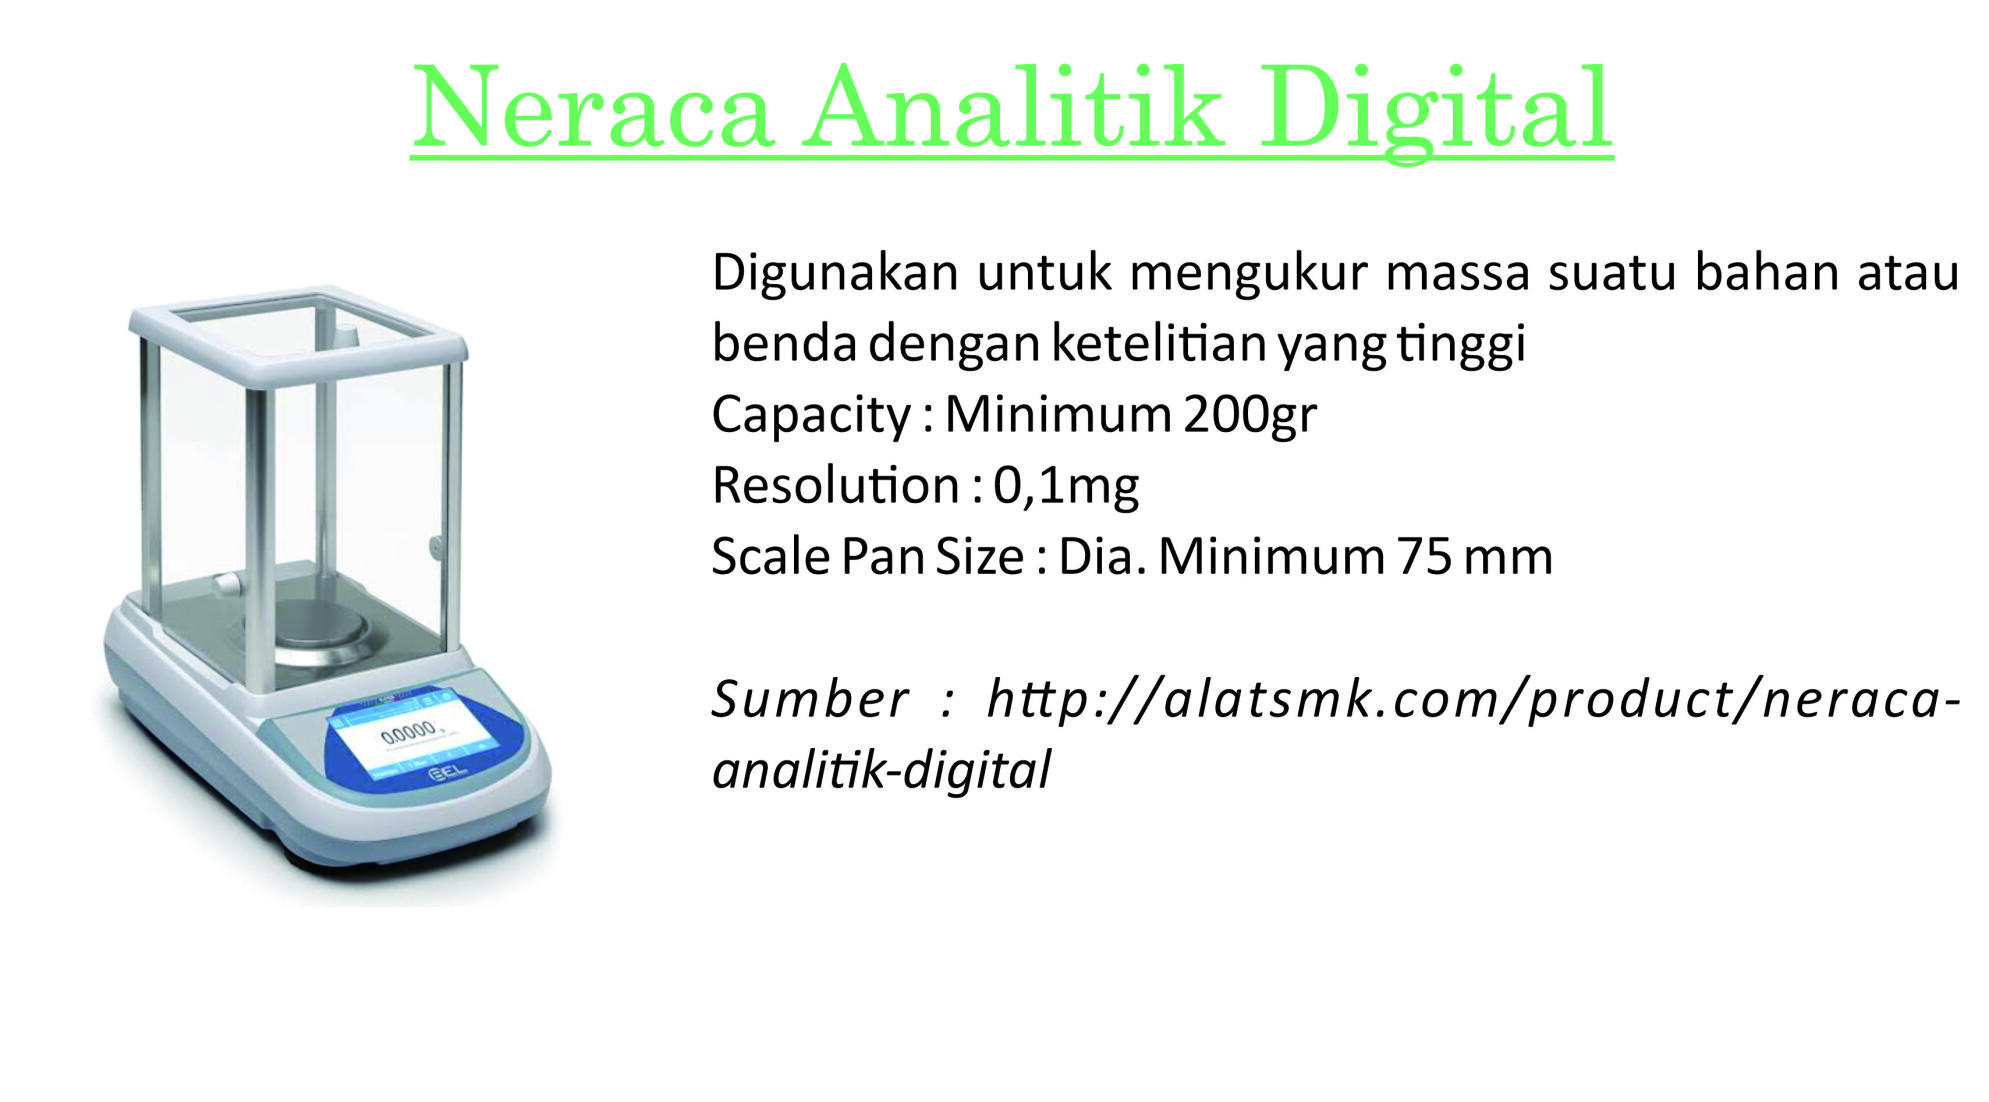 Neraca Analitik Digital
Digunakan untuk mengukur massa suatu bahan atau
benda dengan ketelitian yang tinggi
Capacity : Minimum 200gr
Resolution : 0,1mg
Scale Pan Size : Dia. Minimum 75 mm
Sumber : http://alatsmk.com/product/neraca-
analitik-digital
0.0000 g
BEL